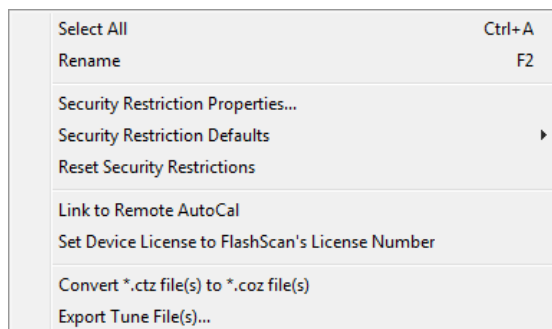 Select All Ctrl+A
Rename F2
Security Restriction Properties...
Security Restriction Defaults
Reset Security Restrictions
Link to Remote AutoCal
Set Device License to FlashScan's License Number
Convert *.ctz file(s) to *.coz file(s)
Export Tune File(s)...